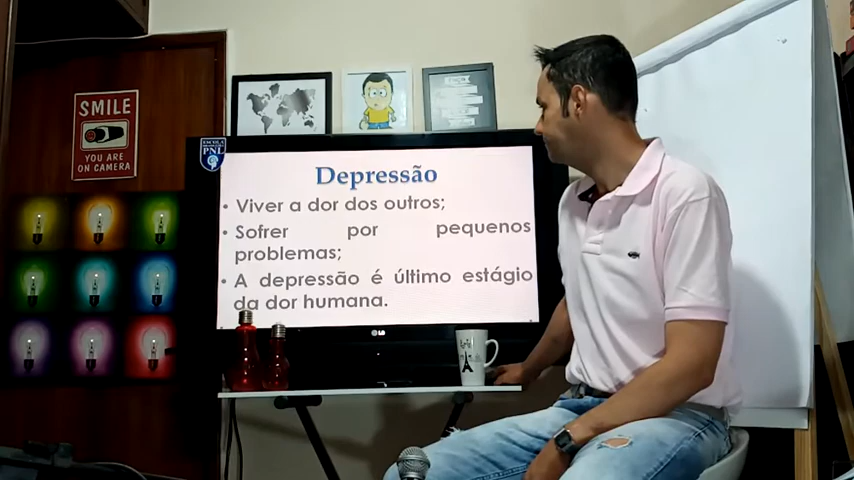 SMILE
YOU ARE
ON CAMERA
ESCOLA
PNL
Depressão
• Viver a dor dos outros;
• Sofrer por pequenos
problemas;
• A depressão é último estágio
da dor humana.
LG